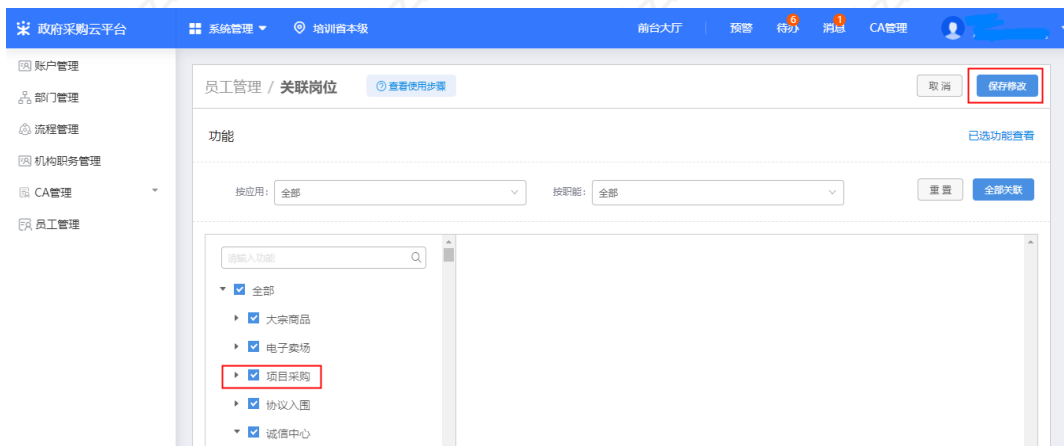 政府采购云平台 系统管理 培训省本级 前台大厅 预警 待办 6 消息 1 CA管理
账户管理
部门管理
流程管理
机构职务管理
CA管理
员工管理
员工管理 / 关联岗位 查看使用步骤 取消 保存修改
功能 已选功能查看
按应用: 全部 按职能: 全部 重置 全部关联
请输入功能
全部
大宗商品
电子卖场
项目采购
协议入围
诚信中心